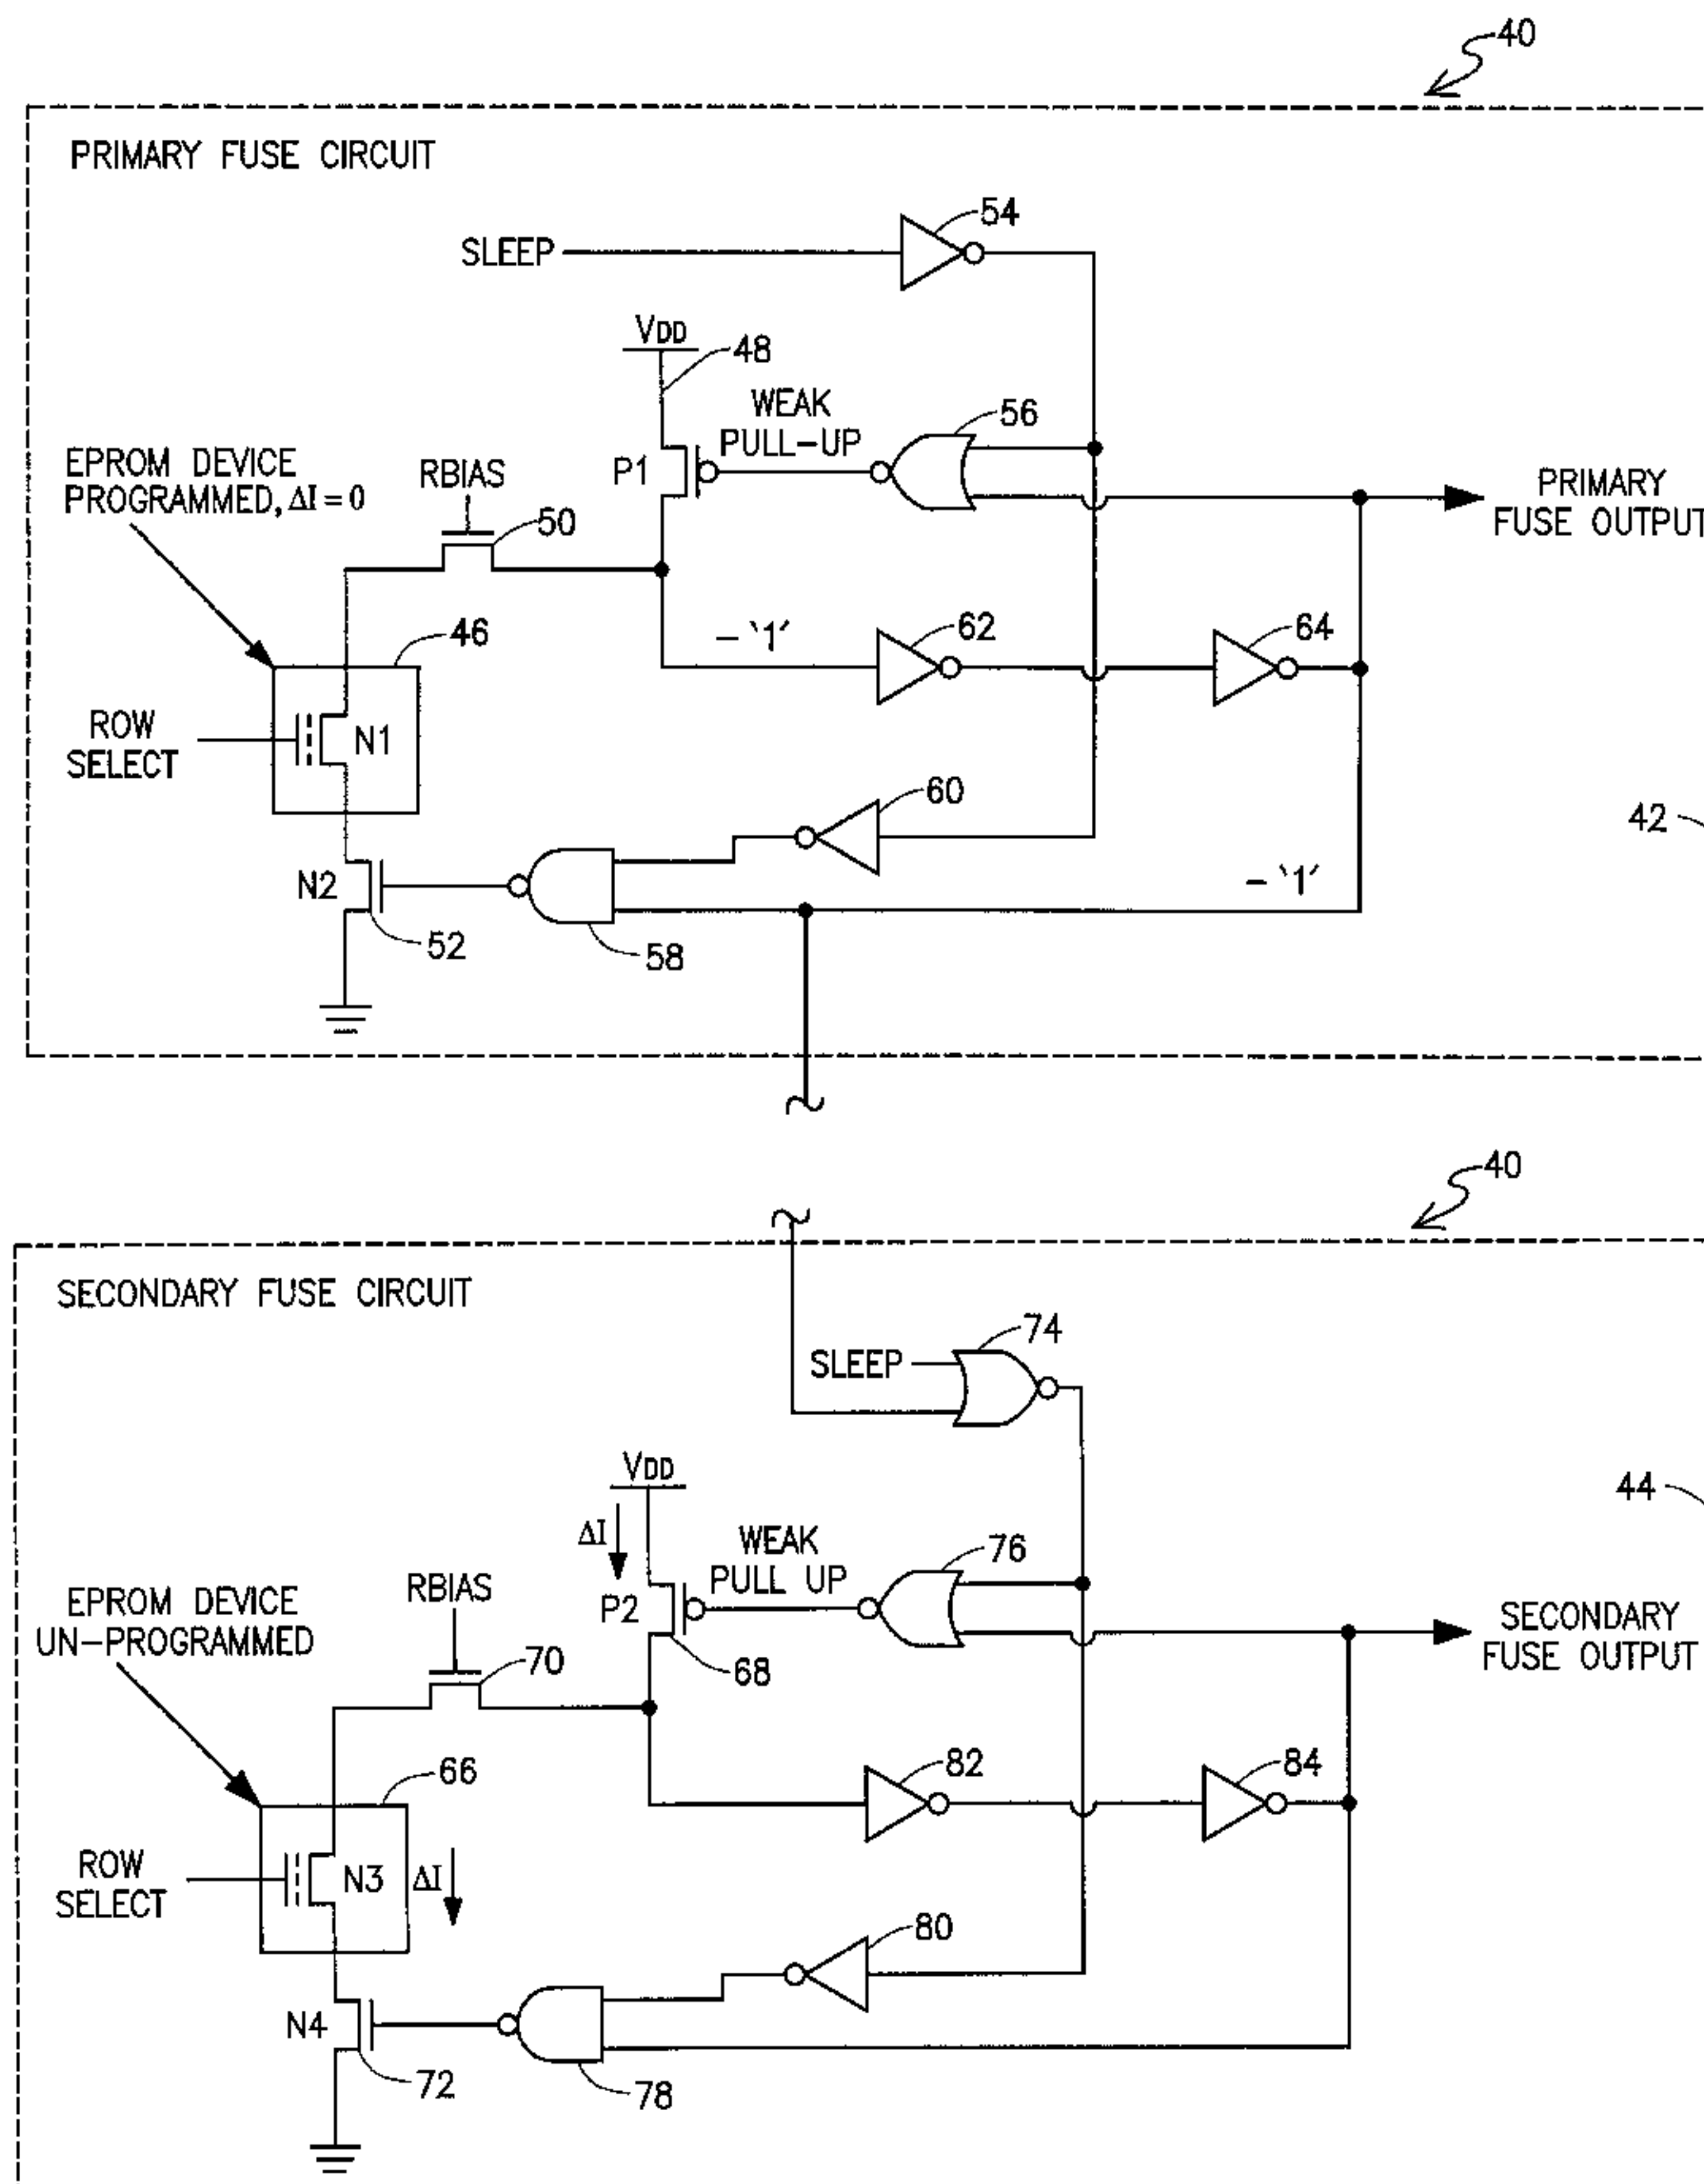 40
PRIMARY FUSE CIRCUIT
54
SLEEP
VDD
48
WEAK
PULL-UP
56
P1
EPROM DEVICE
PROGRAMMED, ΔI = 0
RBIAS
50
PRIMARY
FUSE OUTPUT
- '1'
62
64
46
ROW
SELECT
N1
60
42
N2
- '1'
52
58
40
SECONDARY FUSE CIRCUIT
74
SLEEP
VDD
44
ΔI
WEAK
PULL UP
76
P2
EPROM DEVICE
UN-PROGRAMMED
RBIAS
70
68
SECONDARY
FUSE OUTPUT
82
84
66
ROW
SELECT
N3
ΔI
80
N4
72
78